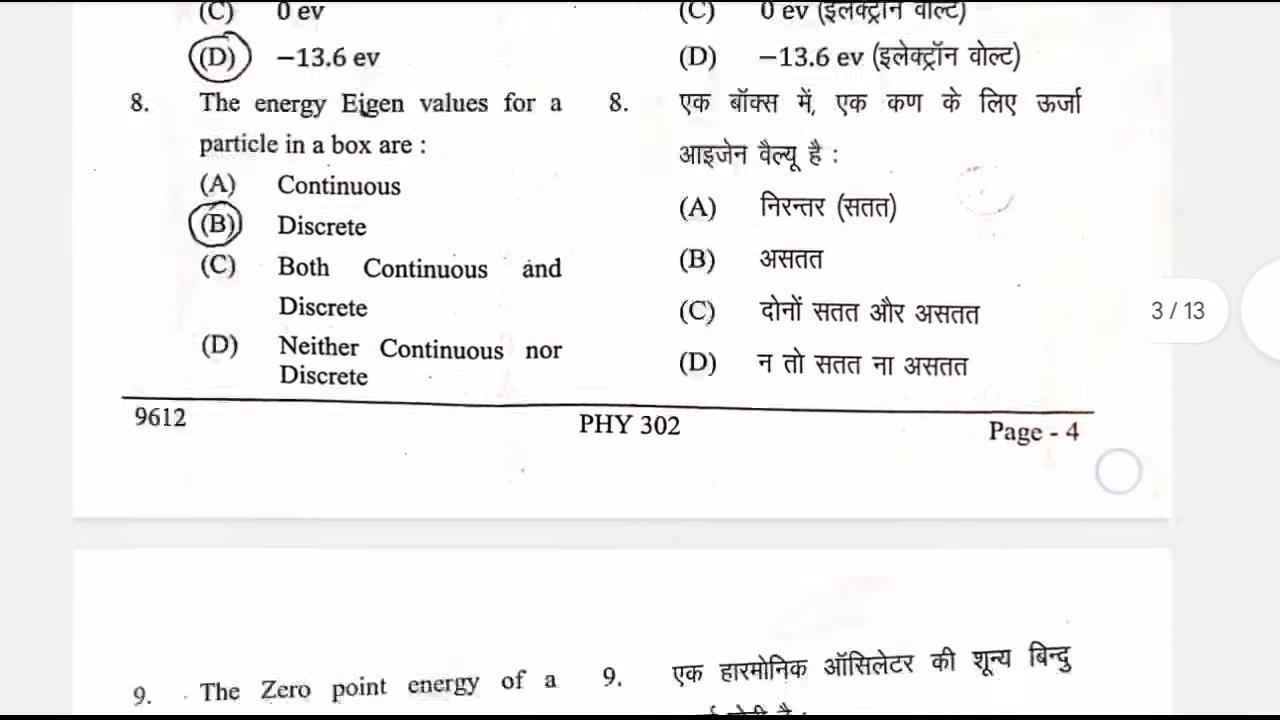 (C) 0 ev
(D) −13.6 ev
8. The energy Eigen values for a
particle in a box are :
(A) Continuous
(B) Discrete
(C) Both Continuous and
Discrete
(D) Neither Continuous nor
Discrete
(C) 0 ev (इलेक्ट्रॉन वोल्ट)
(D) −13.6 ev (इलेक्ट्रॉन वोल्ट)
8. एक बॉक्स में, एक कण के लिए ऊर्जा
आइजेन वैल्यू है :
(A) निरन्तर (सतत)
(B) असतत
(C) दोनों सतत और असतत
(D) न तो सतत ना असतत
3 / 13
9612 PHY 302 Page - 4
9. The Zero point energy of a
9. एक हारमोनिक ऑसिलेटर की शून्य बिन्दु